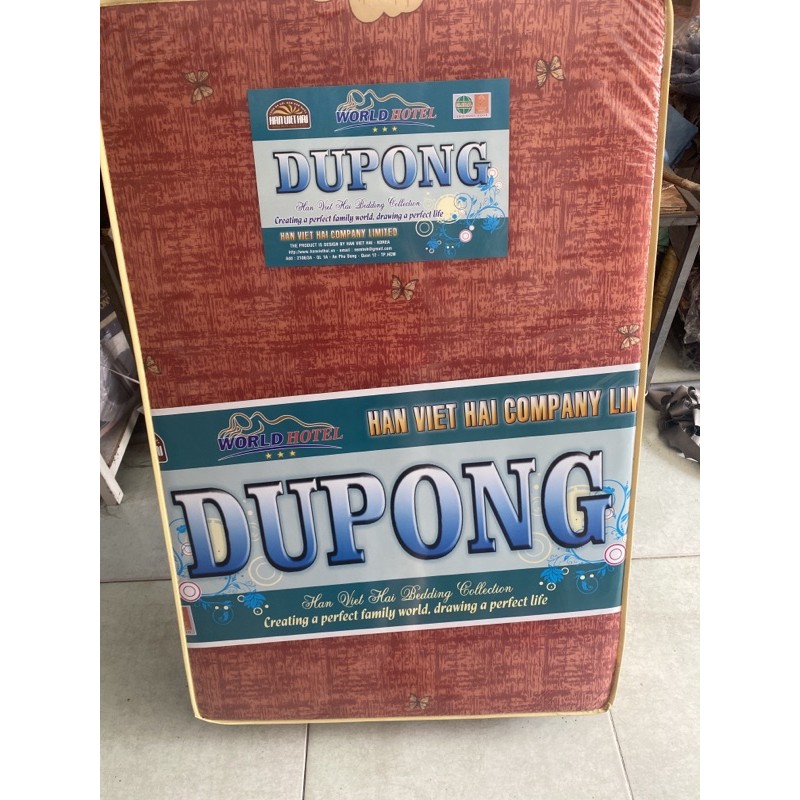 HAN VIET HAI
WORLD HOTEL
DUPONG
Han Viet Hai Bedding Collection
Creating a perfect family world, drawing a perfect life
HAN VIET HAI COMPANY LIMITED
THE PRODUCT IS DESIGN BY HAN VIET HAI - KOREA
WORLD HOTEL
HAN VIET HAI COMPANY LIM
DUPONG
Han Viet Hai Bedding Collection
Creating a perfect family world, drawing a perfect life